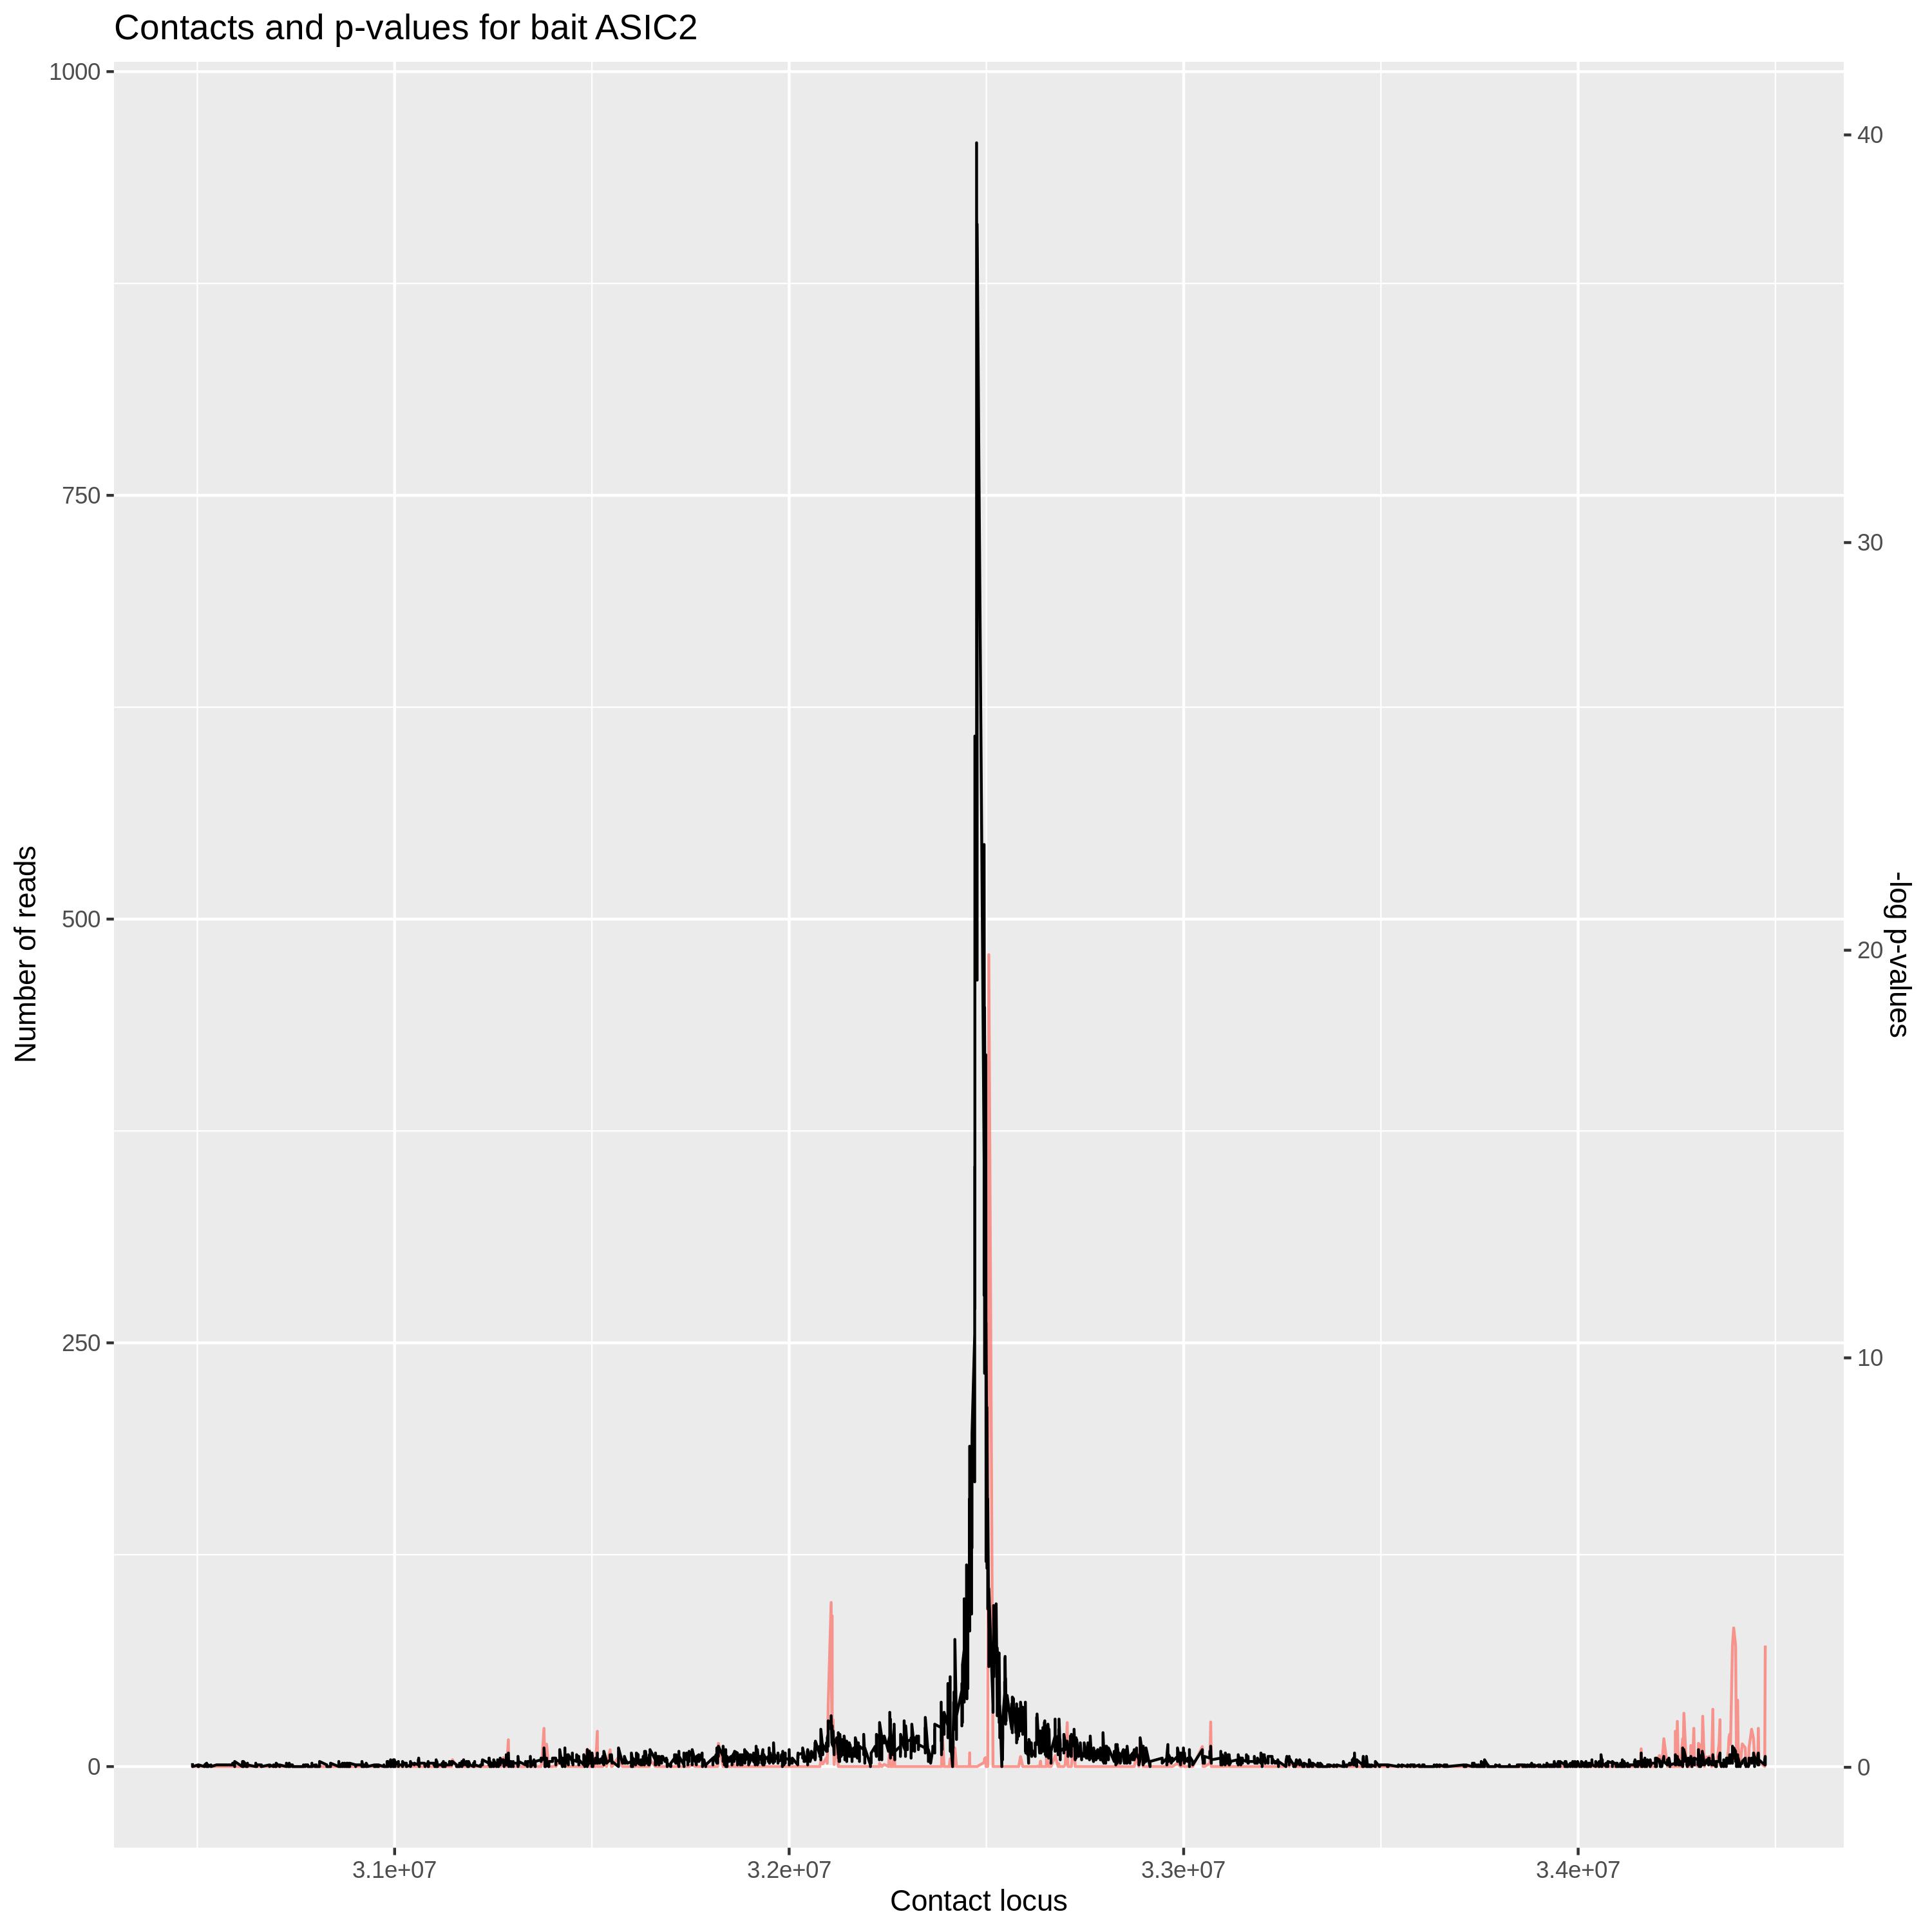 Contacts and p-values for bait ASIC2
1000
750
500
250
0
Number of reads
40
30
20
10
0
-log p-values
3.1e+07
3.2e+07
3.3e+07
3.4e+07
Contact locus